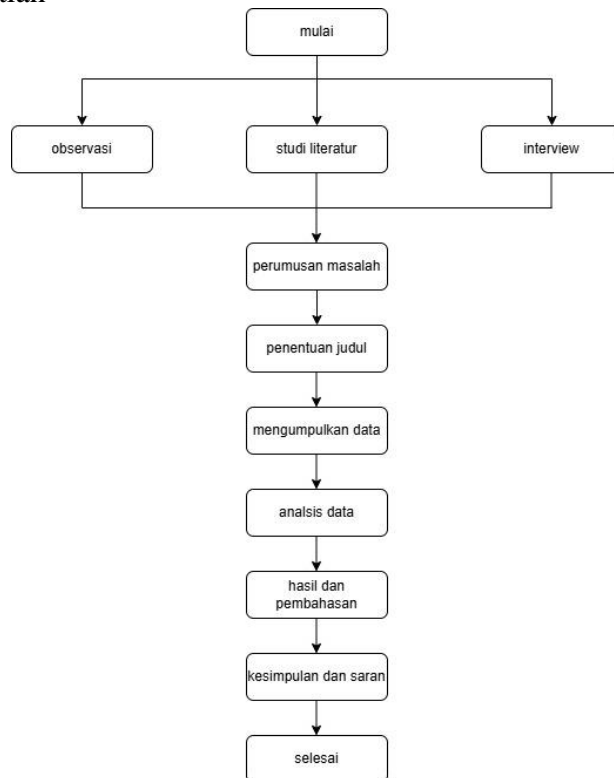 mulai
observasi
studi literatur
interview
perumusan masalah
penentuan judul
mengumpulkan data
analsis data
hasil dan
pembahasan
kesimpulan dan saran
selesai